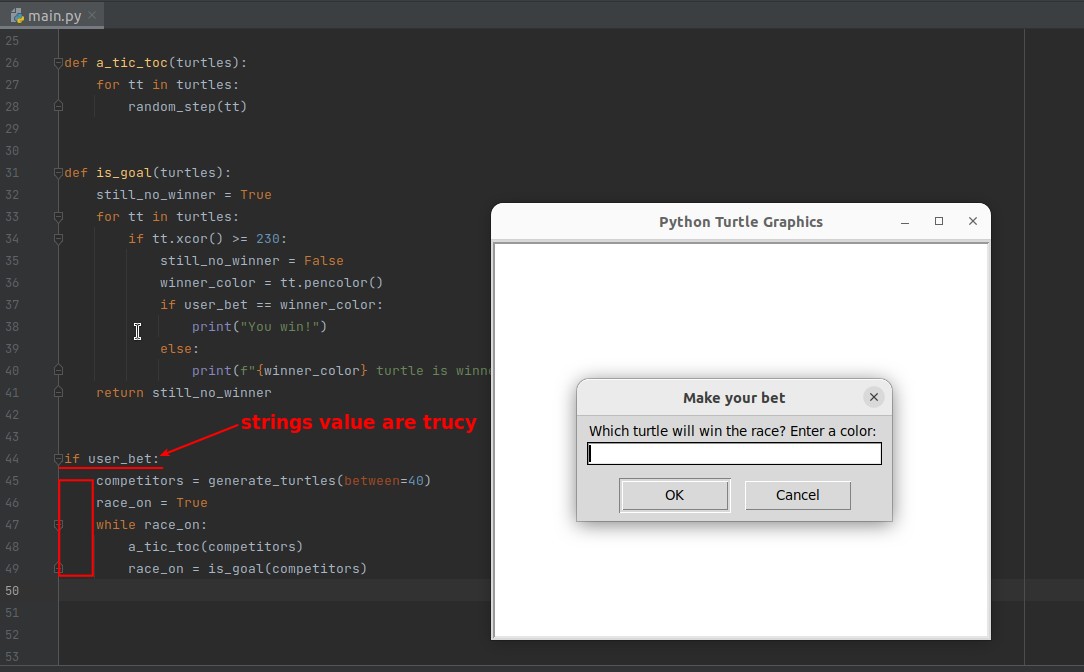 main.py
25
26 def a_tic_toc(turtles):
27 for tt in turtles:
28 random_step(tt)
29
30
31 def is_goal(turtles):
32 still_no_winner = True
33 for tt in turtles:
34 if tt.xcor() >= 230:
35 still_no_winner = False
36 winner_color = tt.pencolor()
37 if user_bet == winner_color:
38 print("You win!")
39 else:
40 print(f"{winner_color} turtle is winn
41 return still_no_winner
42
43
strings value are trucy
44 if user_bet:
45 competitors = generate_turtles(between=40)
46 race_on = True
47 while race_on:
48 a_tic_toc(competitors)
49 race_on = is_goal(competitors)
50
51
52
53
Python Turtle Graphics
Make your bet
Which turtle will win the race? Enter a color:
OK Cancel